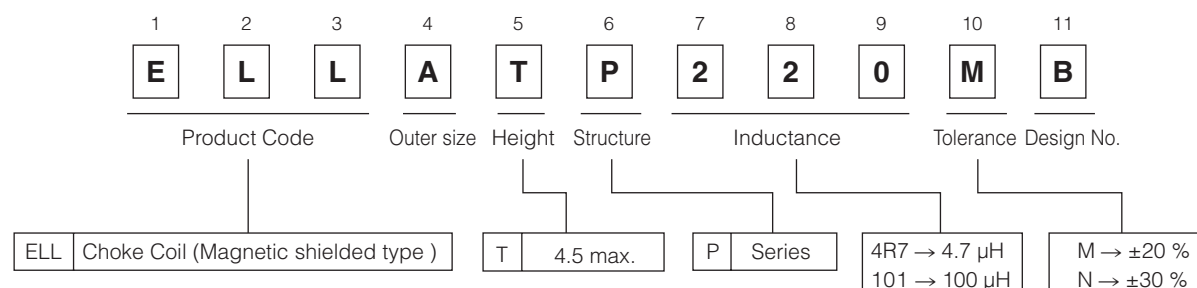 1 2 3 4 5 6 7 8 9 10 11
E L L A T P 2 2 0 M B
Product Code Outer size Height Structure Inductance Tolerance Design No.
ELL Choke Coil (Magnetic shielded type )
T 4.5 max.
P Series
4R7 → 4.7 µH
101 → 100 µH
M → ±20 %
N → ±30 %